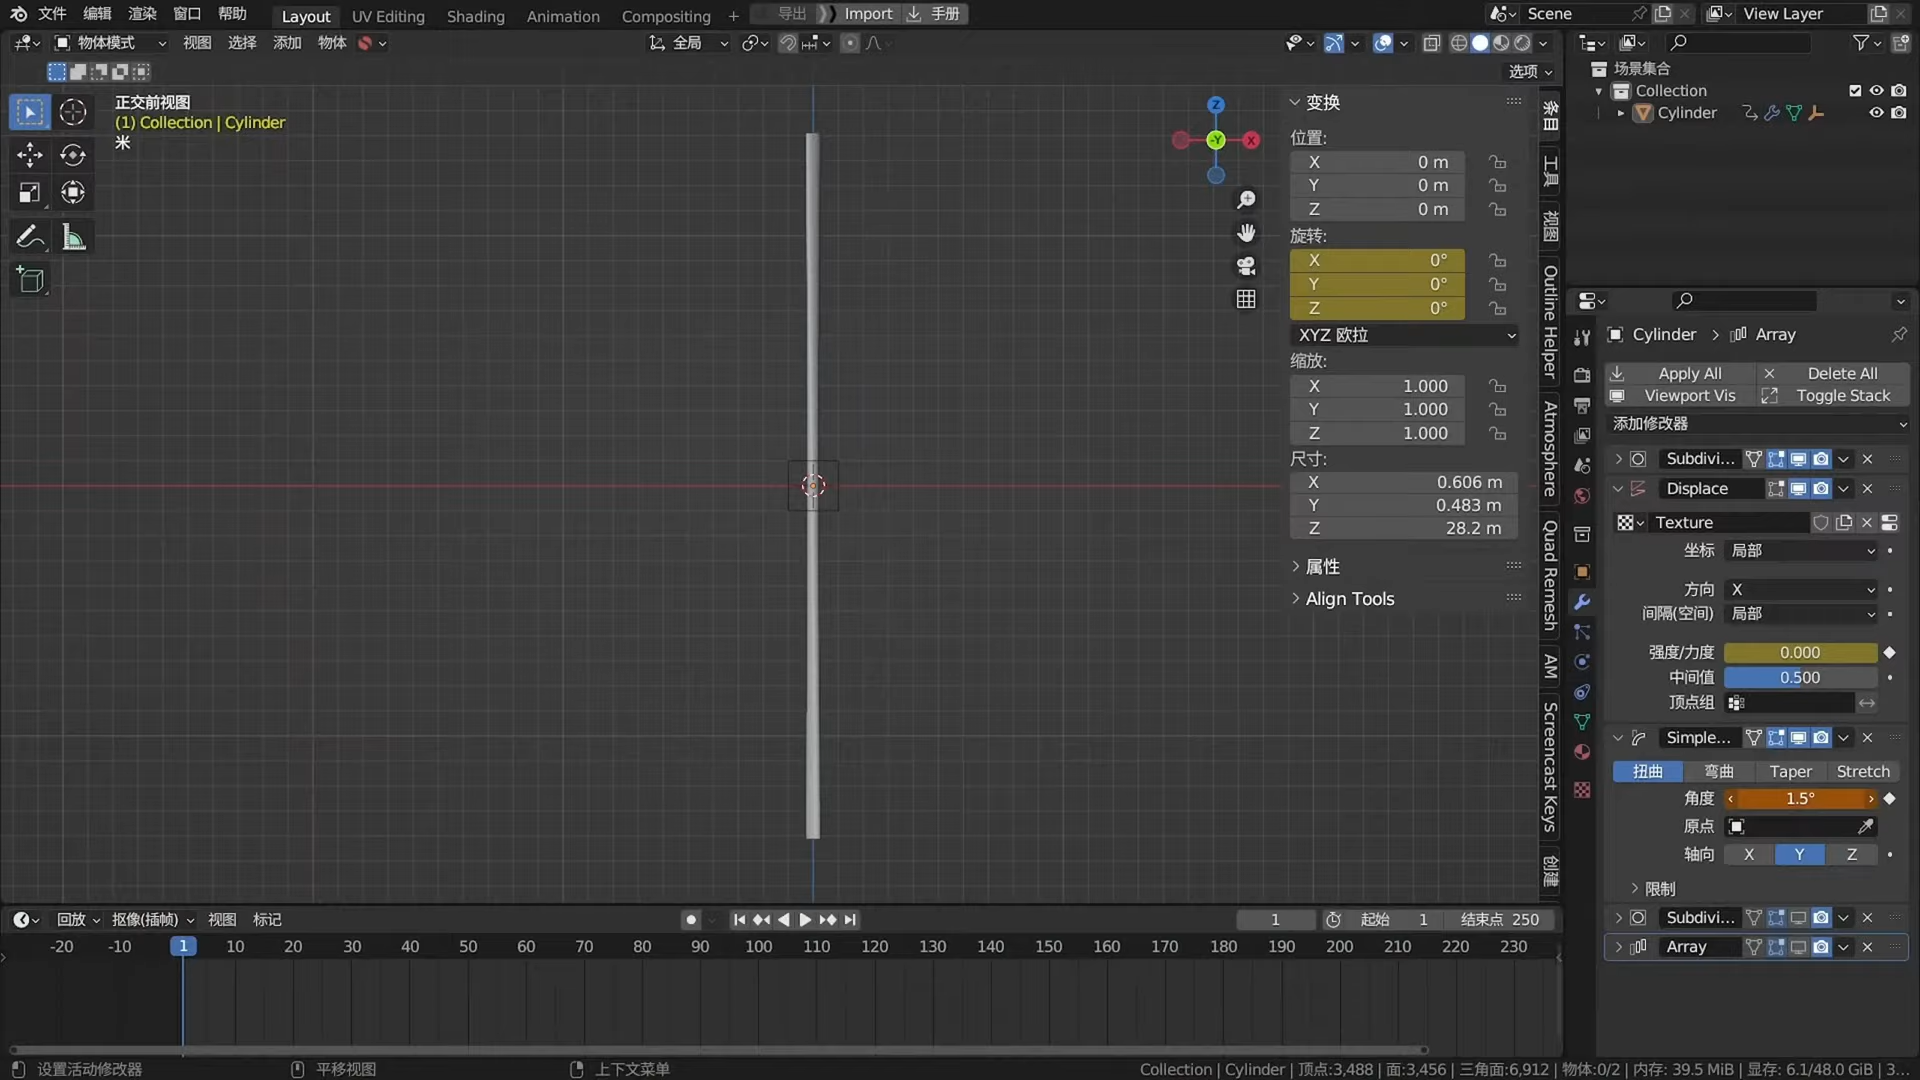 文件 编辑 渲染 窗口 帮助 Layout UV Editing Shading Animation Compositing + 导出 Import 手册 Scene View Layer
物体模式 视图 选择 添加 物体 全局
选项
正交前视图
(1) Collection | Cylinder
米
Z
-Y
X
变换
位置:
X 0 m
Y 0 m
Z 0 m
旋转:
X 0°
Y 0°
Z 0°
XYZ 欧拉
缩放:
X 1.000
Y 1.000
Z 1.000
尺寸:
X 0.606 m
Y 0.483 m
Z 28.2 m
属性
Align Tools
条目
工具
视图
Outline Helper
Atmosphere
Quad Remesh
AM
Screencast Keys
创建
场景集合
Collection
Cylinder
Cylinder > Array
Apply All Delete All
Viewport Vis Toggle Stack
添加修改器
Subdivi...
Displace
Texture
坐标 局部
方向 X
间隔(空间) 局部
强度/力度 0.000
中间值 0.500
顶点组
Simple...
扭曲 弯曲 Taper Stretch
角度 1.5°
原点
轴向 X Y Z
限制
Subdivi...
Array
回放 抠像(插帧) 视图 标记 1 起始 1 结束点 250
-20 -10 1 10 20 30 40 50 60 70 80 90 100 110 120 130 140 150 160 170 180 190 200 210 220 230
设置活动修改器 平移视图 上下文菜单 Collection | Cylinder | 顶点:3,488 | 面:3,456 | 三角面:6,912 | 物体:0/2 | 内存: 39.5 MiB | 显存: 6.1/48.0 GiB | 3...